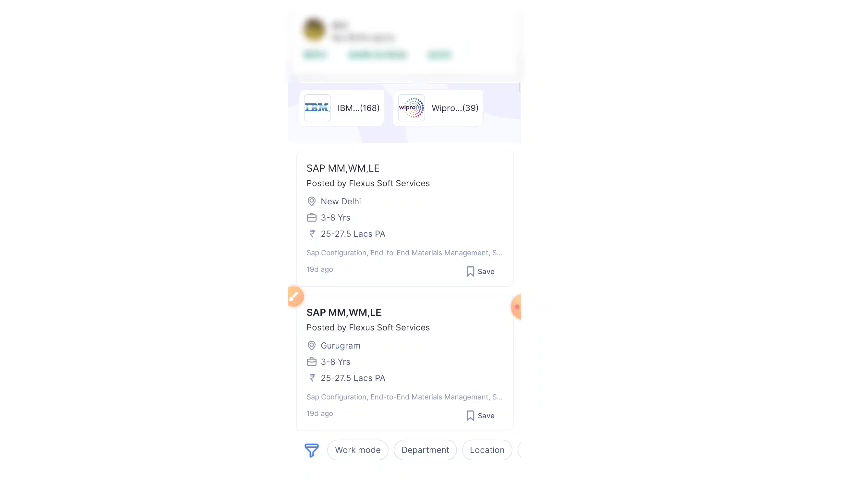 IBM IBM...(168) wipro Wipro...(39)
SAP MM,WM,LE
Posted by Flexus Soft Services
New Delhi
3-8 Yrs
₹ 25-27.5 Lacs PA
Sap Configuration, End-to-End Materials Management, S...
19d ago Save
SAP MM,WM,LE
Posted by Flexus Soft Services
Gurugram
3-8 Yrs
₹ 25-27.5 Lacs PA
Sap Configuration, End-to-End Materials Management, S...
19d ago Save
Work mode Department Location